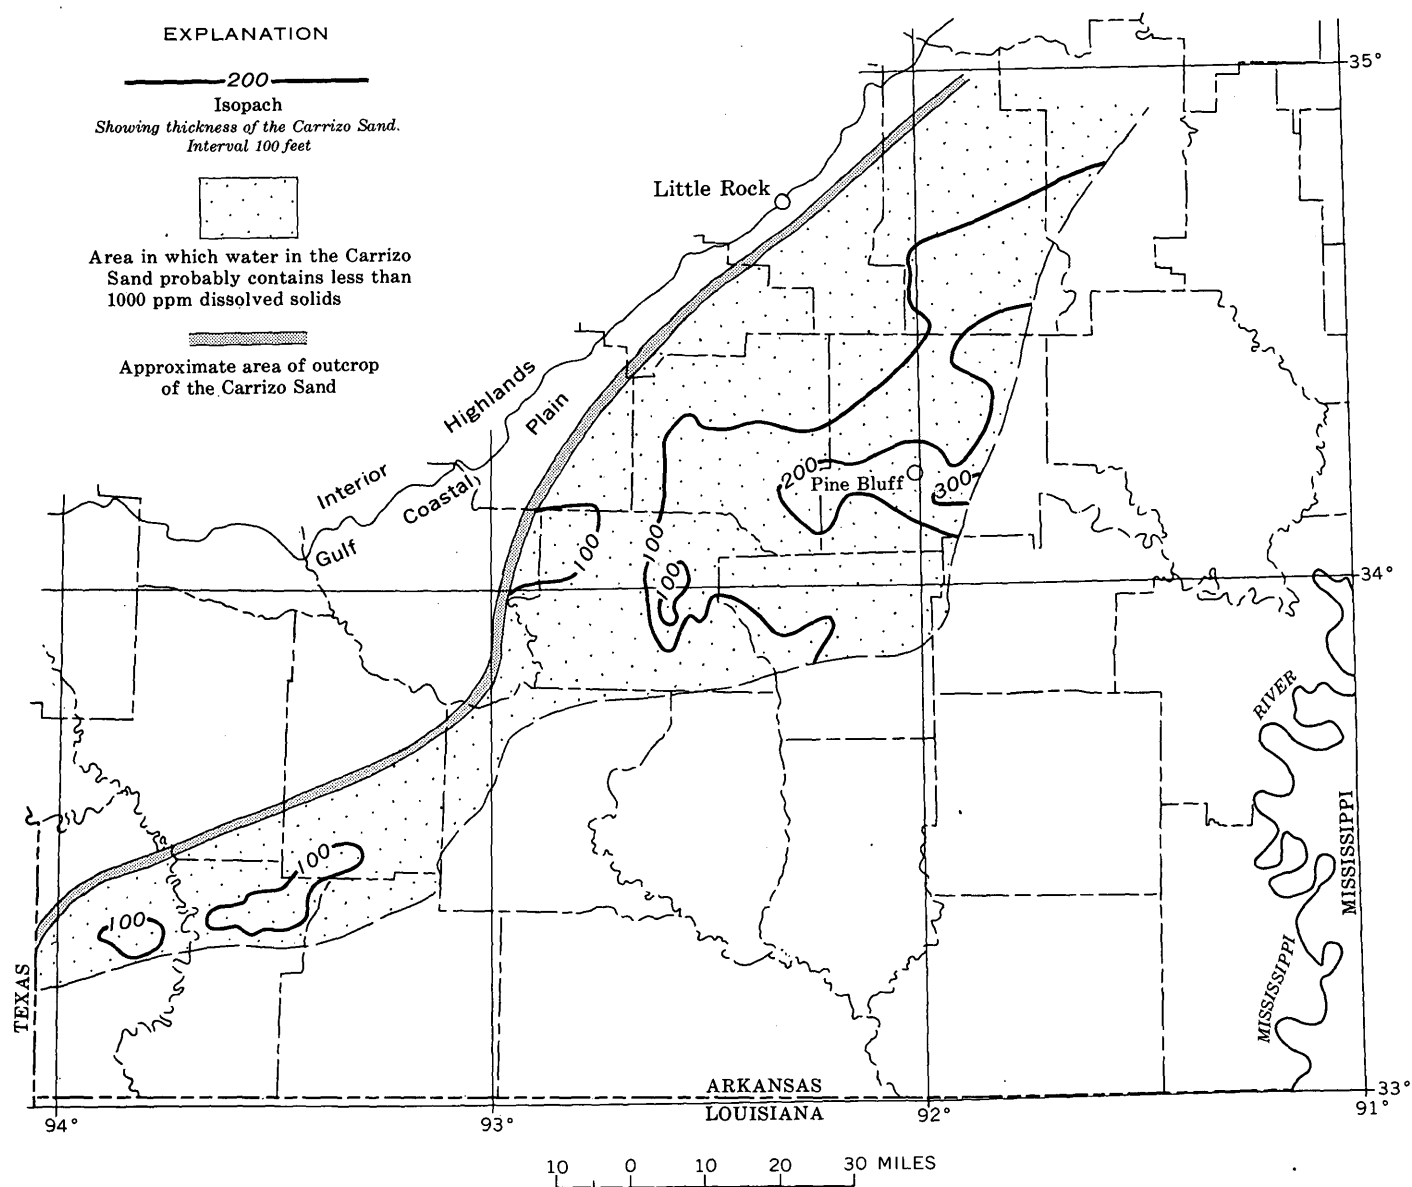 EXPLANATION
200
Isopach
Showing thickness of the Carrizo Sand.
Interval 100 feet
Area in which water in the Carrizo
Sand probably contains less than
1000 ppm dissolved solids
Approximate area of outcrop
of the Carrizo Sand
35°
Little Rock
Highlands
Plain
Interior
Coastal
Gulf
200
Pine Bluff
300
100
100
100
34°
RIVER
MISSISSIPPI
MISSISSIPPI
100
100
TEXAS
ARKANSAS
LOUISIANA
33°
94°
93°
92°
91°
10 0 10 20 30 MILES